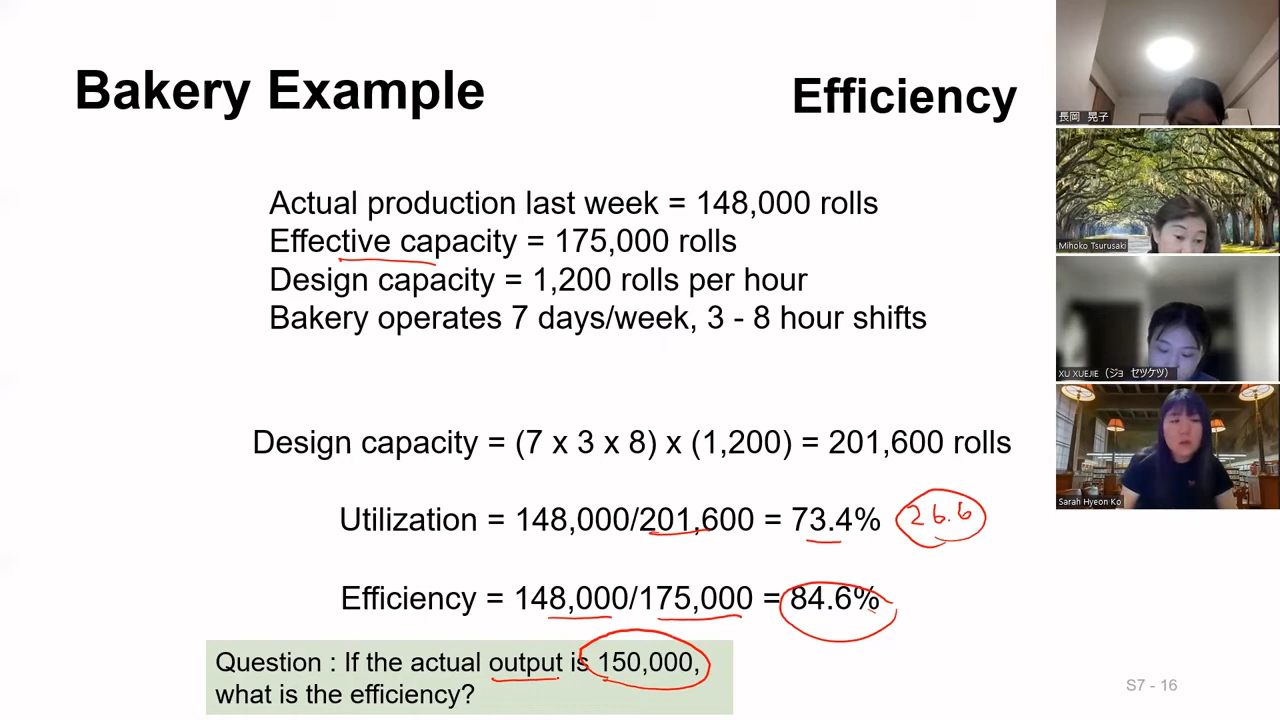 Bakery Example
Efficiency
Actual production last week = 148,000 rolls
Effective capacity = 175,000 rolls
Design capacity = 1,200 rolls per hour
Bakery operates 7 days/week, 3 - 8 hour shifts
Design capacity = (7 x 3 x 8) x (1,200) = 201,600 rolls
Utilization = 148,000/201,600 = 73.4%
26.6
Efficiency = 148,000/175,000 = 84.6%
Question : If the actual output is 150,000,
what is the efficiency?
S7 - 16
長岡 晃子
Mihoko Tsurusaki
XU XUEJIE（ジョ セツケツ）
Sarah Hyeon Ko